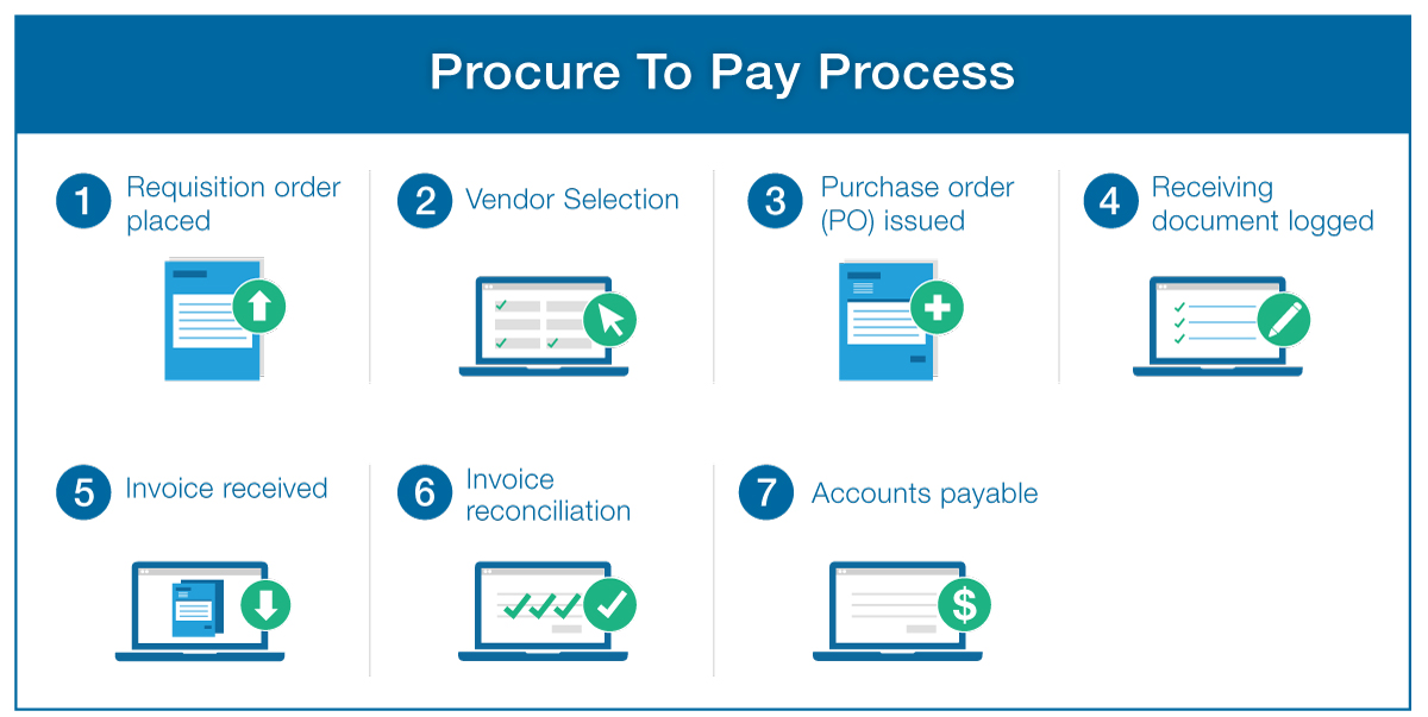 Procure To Pay Process
1
Requisition order
placed
2
Vendor Selection
3
Purchase order
(PO) issued
4
Receiving
document logged
5
Invoice received
6
Invoice
reconciliation
7
Accounts payable
$